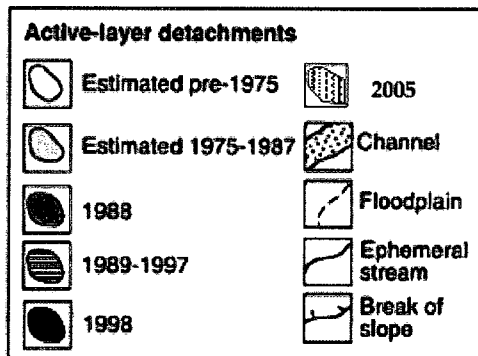 Active-layer detachments
Estimated pre-1975
Estimated 1975-1987
1988
1989-1997
1998
2005
Channel
Floodplain
Ephemeral
stream
Break of
slope